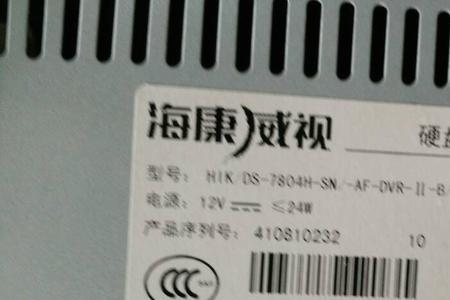 海康威视
硬盘
型号: HIK/DS-7804H-SN/-AF-DVR-II-B
电源: 12V ≤24W
产品序列号: 410810232 10
CCC